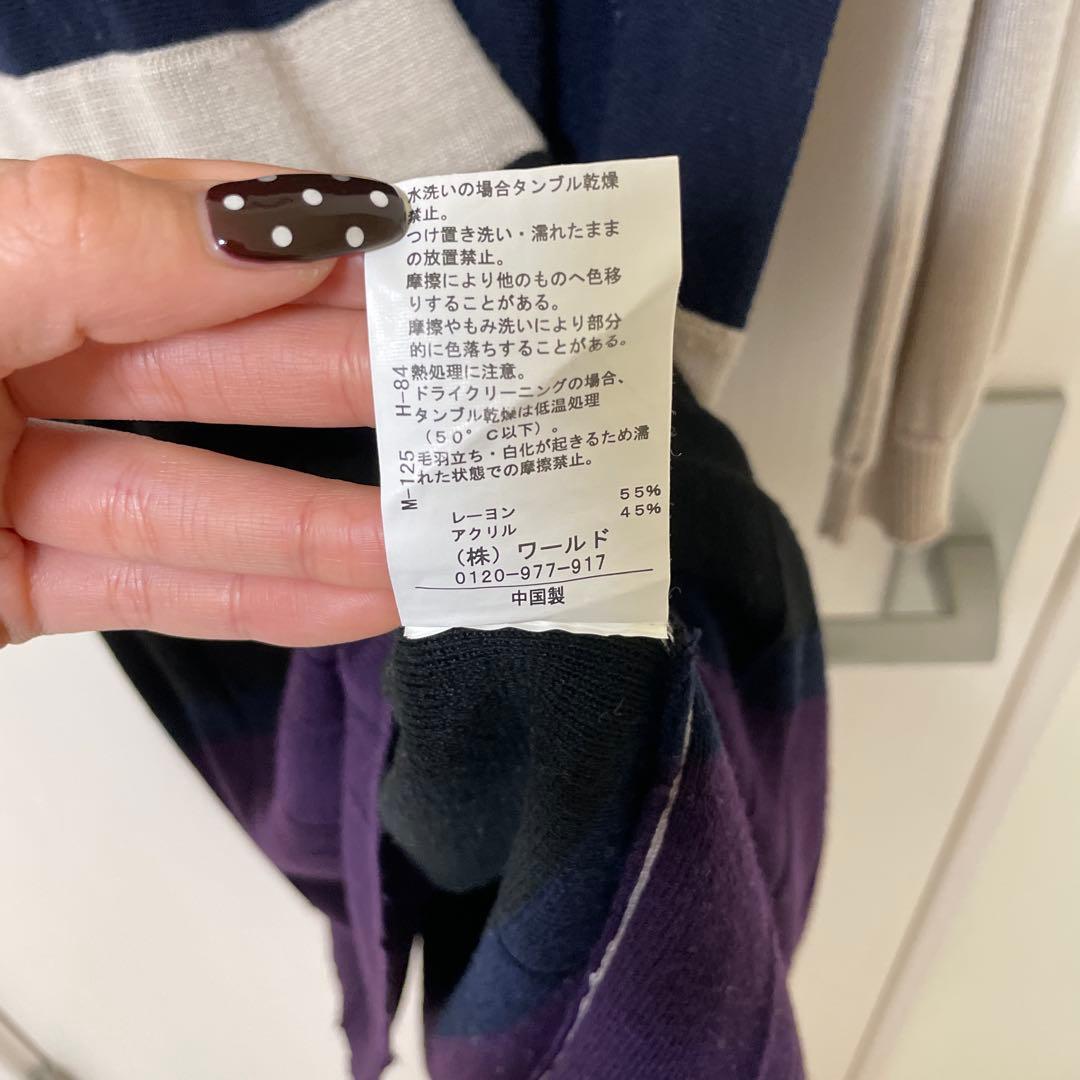 水洗いの場合タンブル乾燥
禁止。
つけ置き洗い・濡れたまま
の放置禁止。
摩擦により他のものへ色移
りすることがある。
摩擦やもみ洗いにより部分
的に色落ちすることがある。
熱処理に注意。
ドライクリーニングの場合、
タンブル乾燥は低温処理
（50°C以下）。
毛羽立ち・白化が起きるため濡
れた状態での摩擦禁止。
M-125 H-84
レーヨン 55%
アクリル 45%
（株）ワールド
0120-977-917
中国製